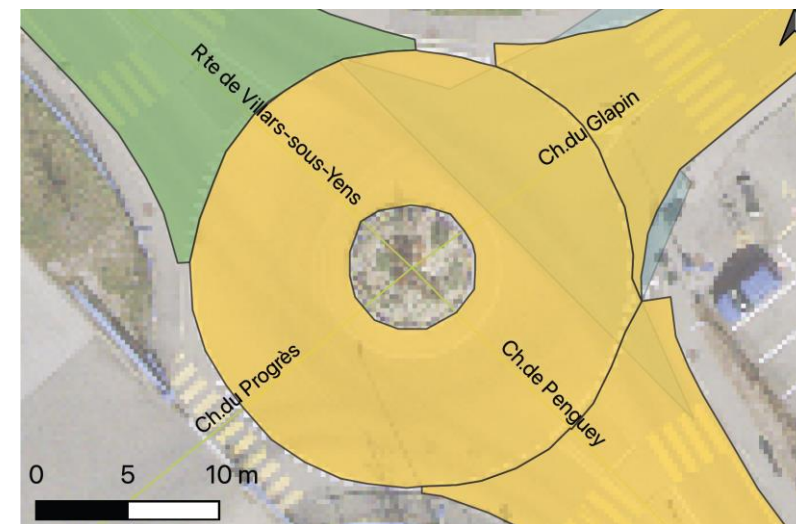 Rte de Villars-sous-Yens
Ch.du Glapin
Ch.du Progrès
Ch.de Penguey
0 5 10 m